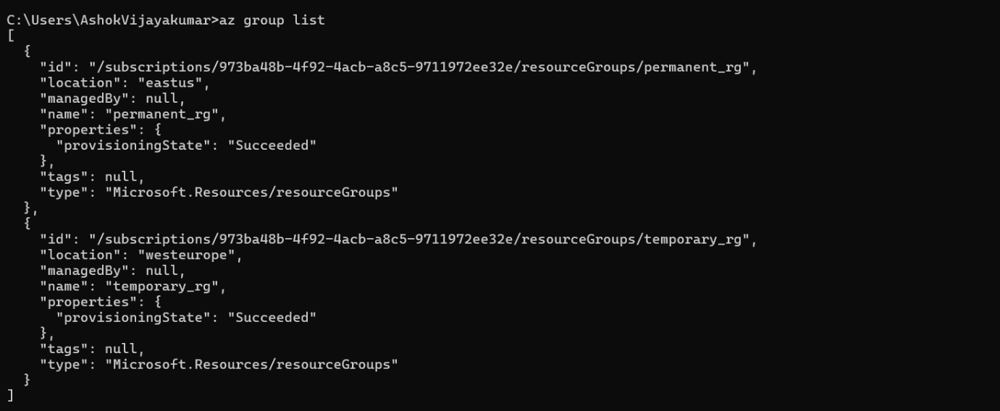 C:\Users\AshokVijayakumar>az group list
[
  {
    "id": "/subscriptions/973ba48b-4f92-4acb-a8c5-9711972ee32e/resourceGroups/permanent_rg",
    "location": "eastus",
    "managedBy": null,
    "name": "permanent_rg",
    "properties": {
      "provisioningState": "Succeeded"
    },
    "tags": null,
    "type": "Microsoft.Resources/resourceGroups"
  },
  {
    "id": "/subscriptions/973ba48b-4f92-4acb-a8c5-9711972ee32e/resourceGroups/temporary_rg",
    "location": "westeurope",
    "managedBy": null,
    "name": "temporary_rg",
    "properties": {
      "provisioningState": "Succeeded"
    },
    "tags": null,
    "type": "Microsoft.Resources/resourceGroups"
  }
]